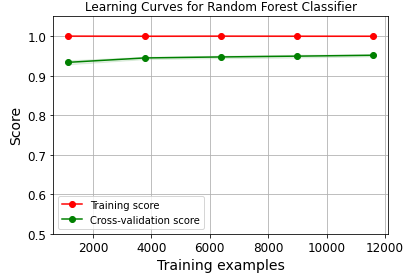 Learning Curves for Random Forest Classifier
Score
1.0
0.9
0.8
0.7
0.6
0.5
Training score
Cross-validation score
2000 4000 6000 8000 10000 12000
Training examples